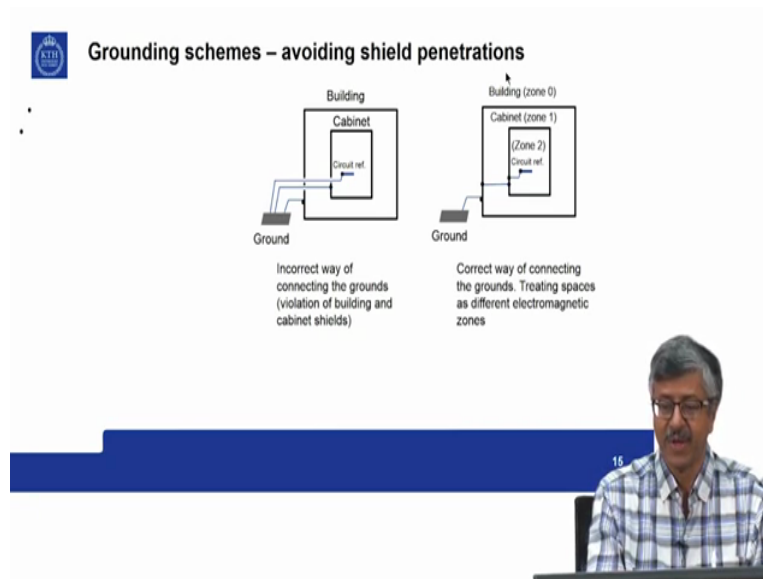 KTH
Grounding schemes – avoiding shield penetrations
Building
Cabinet
Circuit ref.
Ground
Incorrect way of
connecting the grounds
(violation of building and
cabinet shields)
Building (zone 0)
Cabinet (zone 1)
(Zone 2)
Circuit ref.
Ground
Correct way of connecting
the grounds. Treating spaces
as different electromagnetic
zones
15